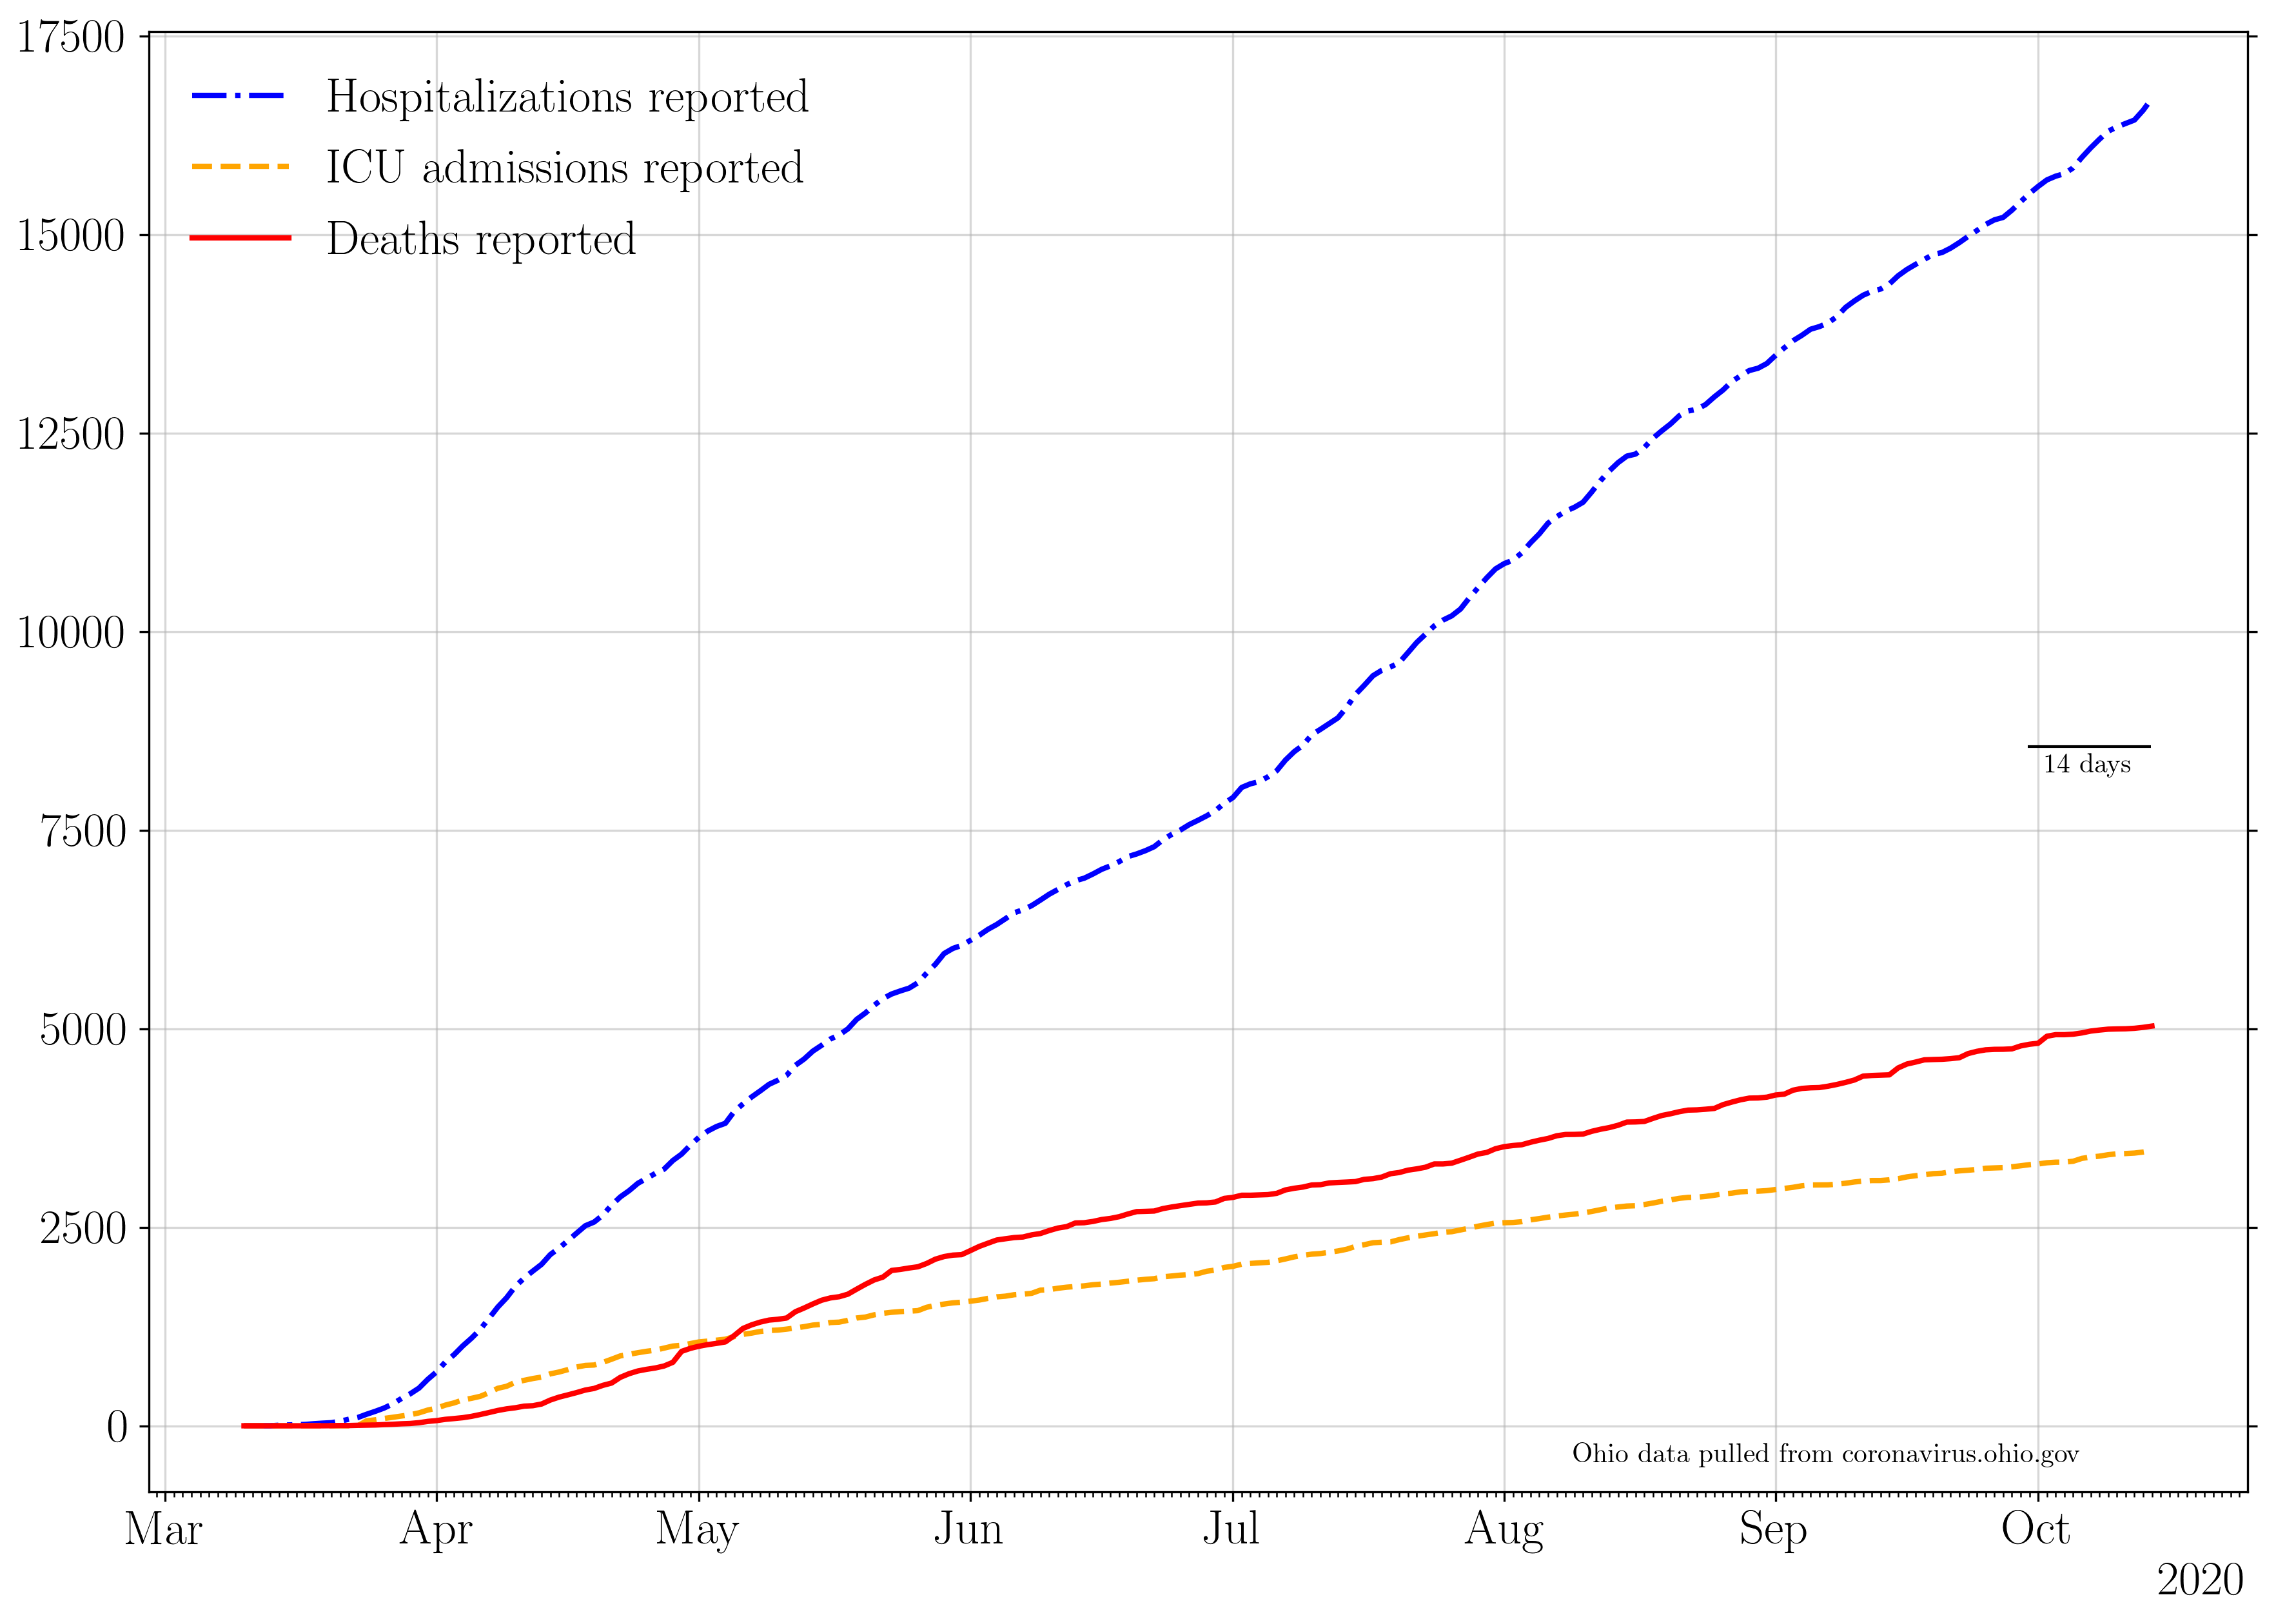 17500
Hospitalizations reported
ICU admissions reported
15000
Deaths reported
12500
10000
14 days
7500
5000
2500
0
Ohio data pulled from coronavirus.ohio.gov
Mar Apr May Jun Jul Aug Sep Oct
2020